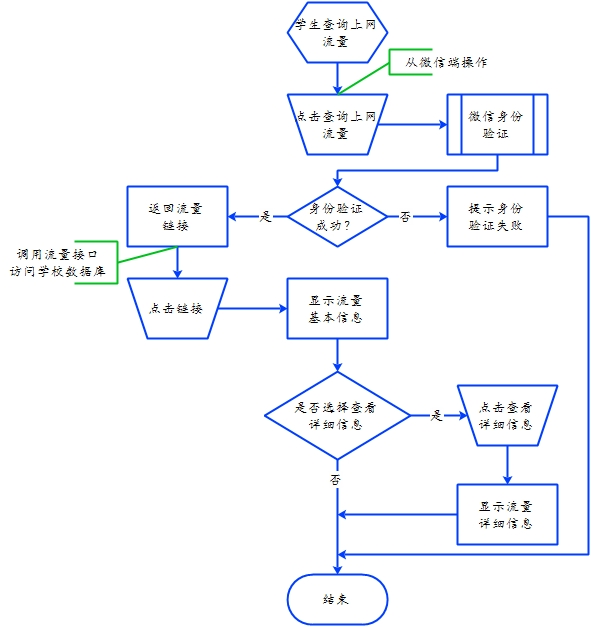 学生查询上网
流量
从微信端操作
点击查询上网
流量
微信身份
验证
返回流量
链接
是
身份验证
成功?
否
提示身份
验证失败
调用流量接口
访问学校数据库
点击链接
显示流量
基本信息
是否选择查看
详细信息
是
点击查看
详细信息
否
显示流量
详细信息
结束